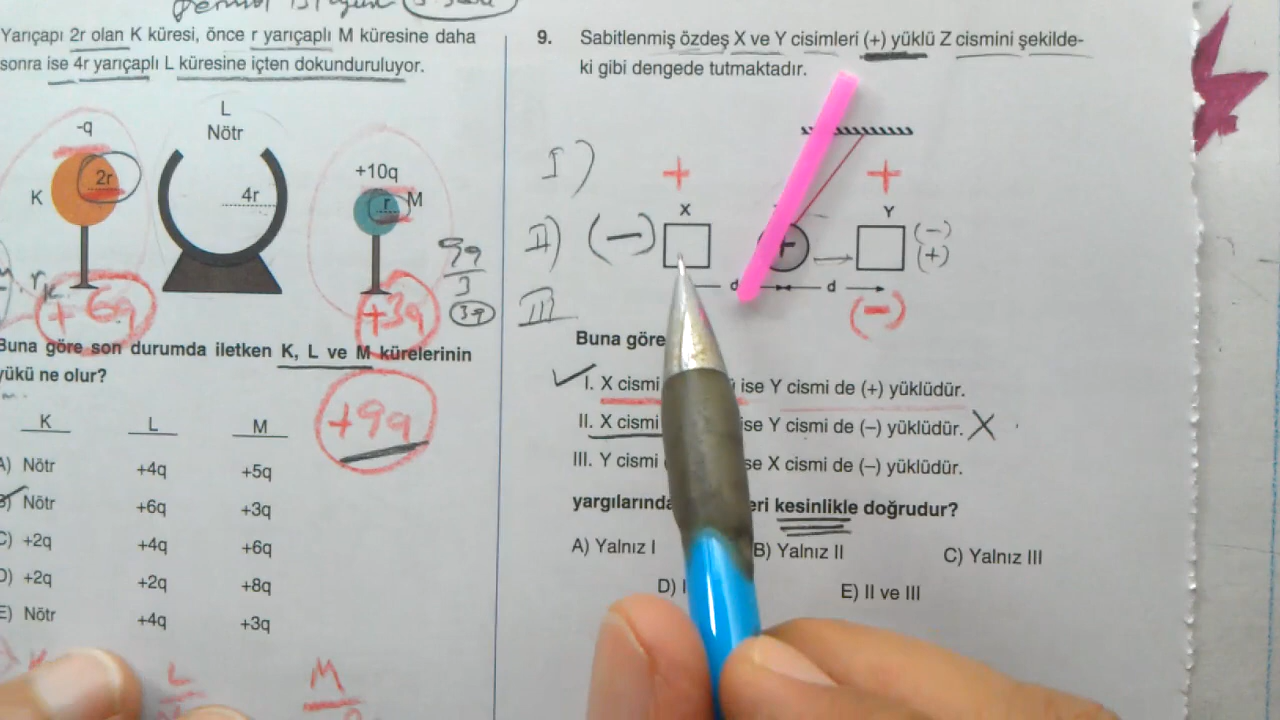 Yarıçapı 2r olan K küresi, önce r yarıçaplı M küresine daha
sonra ise 4r yarıçaplı L küresine içten dokunduruluyor.
-q
2r
K
L
Nötr
4r
+10q
r
M
+6q
+3q
9q
3
3q
Buna göre son durumda iletken K, L ve M kürelerinin
yükü ne olur?
+9q
K L M
A) Nötr +4q +5q
B) Nötr +6q +3q
C) +2q +4q +6q
D) +2q +2q +8q
E) Nötr +4q +3q
L
M
9. Sabitlenmiş özdeş X ve Y cisimleri (+) yüklü Z cismini şekilde-
ki gibi dengede tutmaktadır.
I)
+
+
X
Y
II)
(-)
(-)
(+)
d
d
III
(-)
Buna göre
I. X cismi ise Y cismi de (+) yüklüdür.
II. X cismi ise Y cismi de (–) yüklüdür. X
III. Y cismi X cismi de (–) yüklüdür.
kesinlikle doğrudur?
A) Yalnız I B) Yalnız II C) Yalnız III
D) I E) II ve III